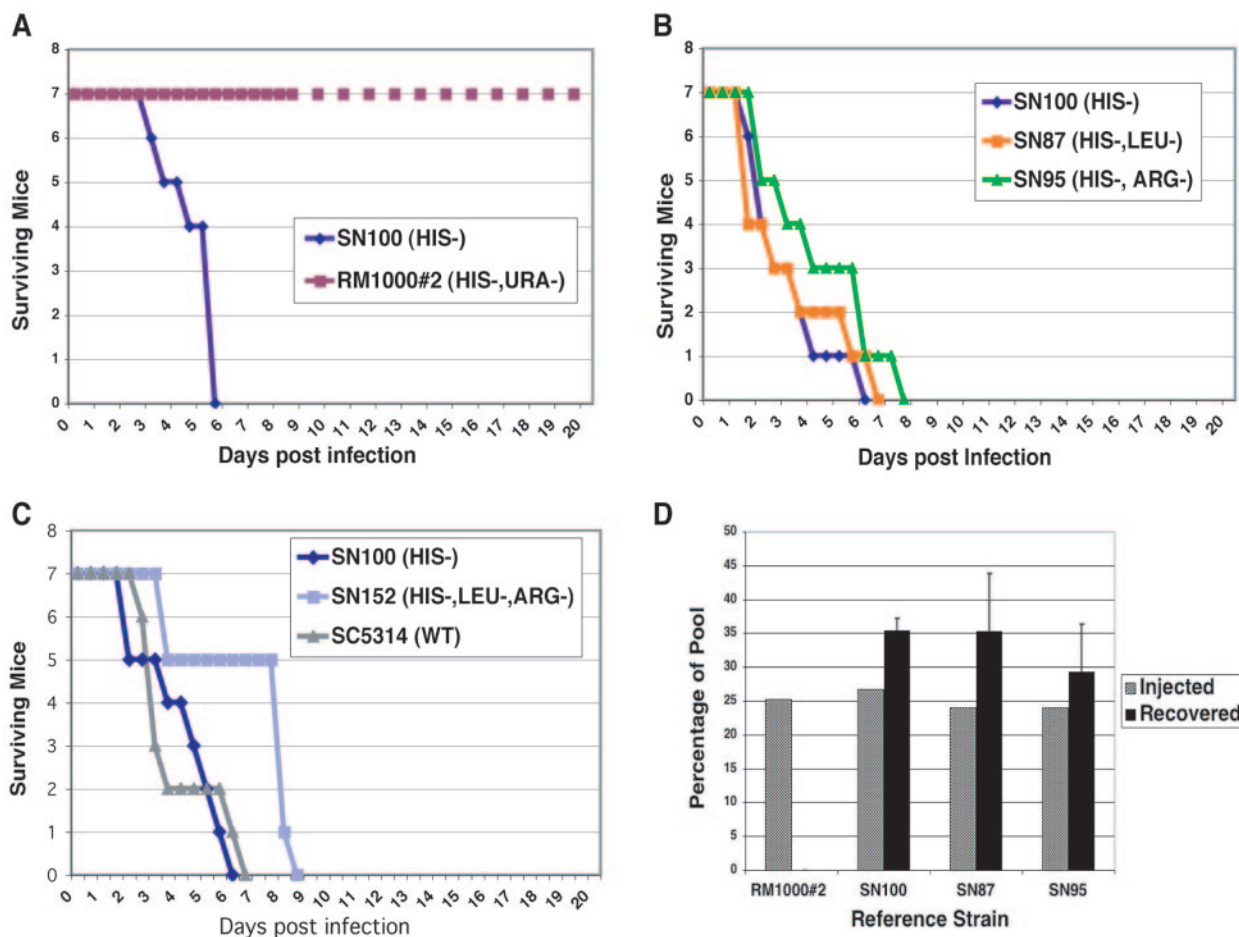 A
8
7
6
5
4
3
2
1
0
Surviving Mice
SN100 (HIS-)
RM1000#2 (HIS-,URA-)
0 1 2 3 4 5 6 7 8 9 10 11 12 13 14 15 16 17 18 19 20
Days post infection
B
8
7
6
5
4
3
2
1
0
Surviving Mice
SN100 (HIS-)
SN87 (HIS-,LEU-)
SN95 (HIS-, ARG-)
0 1 2 3 4 5 6 7 8 9 10 11 12 13 14 15 16 17 18 19 20
Days post Infection
C
8
7
6
5
4
3
2
1
0
Surviving Mice
SN100 (HIS-)
SN152 (HIS-,LEU-,ARG-)
SC5314 (WT)
0 1 2 3 4 5 6 7 8 9 10 11 12 13 14 15 16 17 18 19 20
Days post infection
D
50
45
40
35
30
25
20
15
10
5
0
Percentage of Pool
Injected
Recovered
RM1000#2 SN100 SN87 SN95
Reference Strain